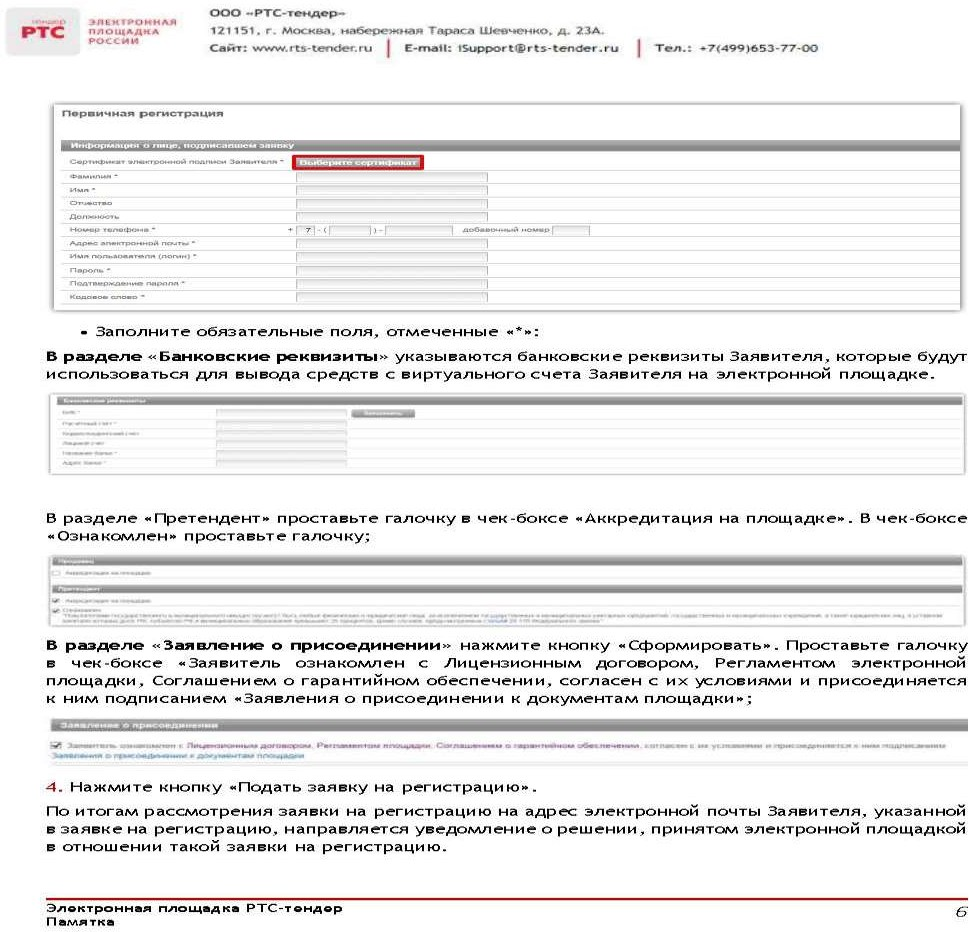 тендер
РТС
ЭЛЕКТРОННАЯ
ПЛОЩАДКА
РОССИИ
ООО «РТС-тендер»
121151, г. Москва, набережная Тараса Шевченко, д. 23А.
Сайт: www.rts-tender.ru | E-mail: iSupport@rts-tender.ru | Тел.: +7(499)653-77-00
Первичная регистрация
Информация о лице, подписавшем заявку
Сертификат электронной подписи Заявителя * Выберите сертификат
Фамилия *
Имя *
Отчество
Должность
Номер телефона * + 7 - ( ) - добавочный номер
Адрес электронной почты *
Имя пользователя (логин) *
Пароль *
Подтверждение пароля *
Кодовое слово *
• Заполните обязательные поля, отмеченные «*»:
В разделе «Банковские реквизиты» указываются банковские реквизиты Заявителя, которые будут
использоваться для вывода средств с виртуального счета Заявителя на электронной площадке.
Банковские реквизиты
БИК *
Расчетный счет *
Корреспондентский счет
Лицевой счет
Название банка *
Адрес банка *
В разделе «Претендент» проставьте галочку в чек-боксе «Аккредитация на площадке». В чек-боксе
«Ознакомлен» проставьте галочку;
Продавец
Аккредитация на площадке
Претендент
Аккредитация на площадке
Ознакомлен
В разделе «Заявление о присоединении» нажмите кнопку «Сформировать». Проставьте галочку
в чек-боксе «Заявитель ознакомлен с Лицензионным договором, Регламентом электронной
площадки, Соглашением о гарантийном обеспечении, согласен с их условиями и присоединяется
к ним подписанием «Заявления о присоединении к документам площадки»;
Заявление о присоединении
Заявитель ознакомлен с Лицензионным договором, Регламентом площадки, Соглашением о гарантийном обеспечении, согласен с их условиями и присоединяется к ним подписанием
Заявления о присоединении к документам площадки
4. Нажмите кнопку «Подать заявку на регистрацию».
По итогам рассмотрения заявки на регистрацию на адрес электронной почты Заявителя, указанной
в заявке на регистрацию, направляется уведомление о решении, принятом электронной площадкой
в отношении такой заявки на регистрацию.
Электронная площадка РТС-тендер
Памятка
6